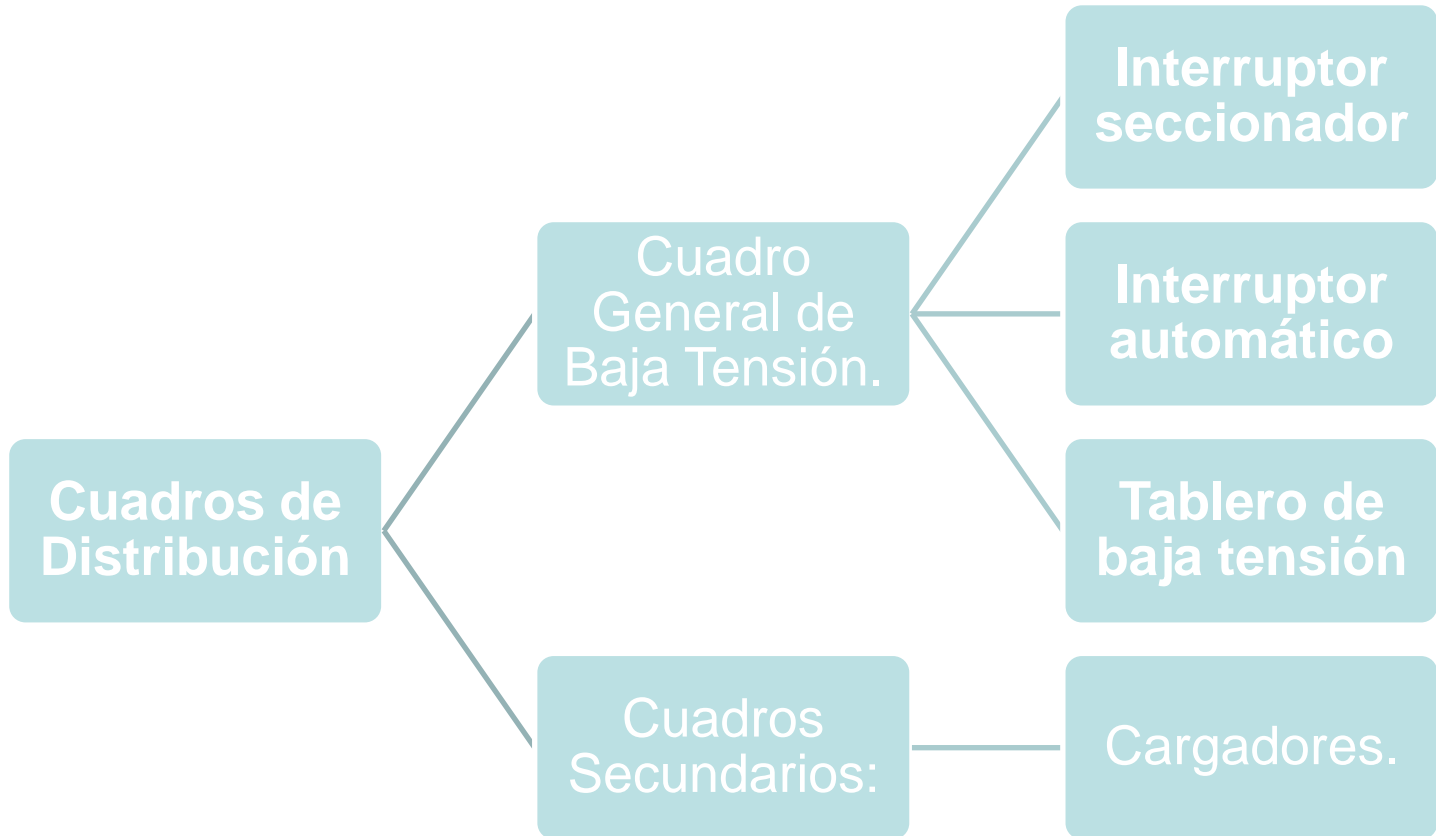 Cuadros de
Distribución
Cuadro
General de
Baja Tensión.
Interruptor
seccionador
Interruptor
automático
Tablero de
baja tensión
Cuadros
Secundarios:
Cargadores.